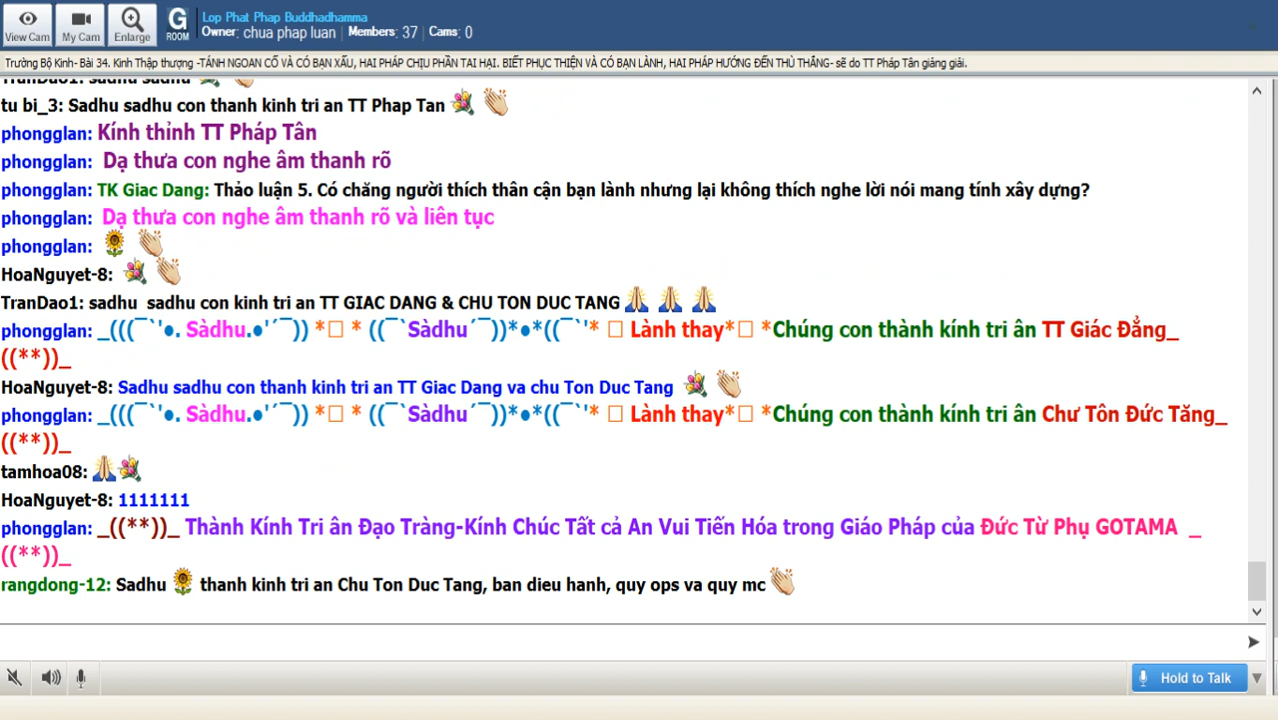 Lop Phat Phap Buddhadhamma
View Cam
My Cam
Enlarge
G
ROOM
Owner: chua phap luan | Members: 37 | Cams: 0
Trường Bộ Kinh- Bài 34. Kinh Thập thượng -TÁNH NGOAN CỐ VÀ CÓ BẠN XẤU, HAI PHÁP CHỊU PHẦN TAI HẠI. BIẾT PHỤC THIỆN VÀ CÓ BẠN LÀNH, HAI PHÁP HƯỚNG ĐẾN THÙ THẮNG- sẽ do TT Pháp Tân giảng giải.
TranDao1: sadhu sadhu
tu bi_3: Sadhu sadhu con thanh kinh tri an TT Phap Tan
phongglan: Kính thỉnh TT Pháp Tân
phongglan: Dạ thưa con nghe âm thanh rõ
phongglan: TK Giac Dang: Thảo luận 5. Có chăng người thích thân cận bạn lành nhưng lại không thích nghe lời nói mang tính xây dựng?
phongglan: Dạ thưa con nghe âm thanh rõ và liên tục
phongglan:
HoaNguyet-8:
TranDao1: sadhu sadhu con kinh tri an TT GIAC DANG & CHU TON DUC TANG
phongglan: _(((¯`'●. Sàdhu.●'´¯)) *□ * ((¯`Sàdhu´¯))*●*((¯`'* □ Lành thay*□ *Chúng con thành kính tri ân TT Giác Đẳng_
((**))_
HoaNguyet-8: Sadhu sadhu con thanh kinh tri an TT Giac Dang va chu Ton Duc Tang
phongglan: _(((¯`'●. Sàdhu.●'´¯)) *□ * ((¯`Sàdhu´¯))*●*((¯`'* □ Lành thay*□ *Chúng con thành kính tri ân Chư Tôn Đức Tăng_
((**))_
tamhoa08:
HoaNguyet-8: 1111111
phongglan: _((**))_ Thành Kính Tri ân Đạo Tràng-Kính Chúc Tất cả An Vui Tiến Hóa trong Giáo Pháp của Đức Từ Phụ GOTAMA _
((**))_
rangdong-12: Sadhu thanh kinh tri an Chu Ton Duc Tang, ban dieu hanh, quy ops va quy mc
Hold to Talk